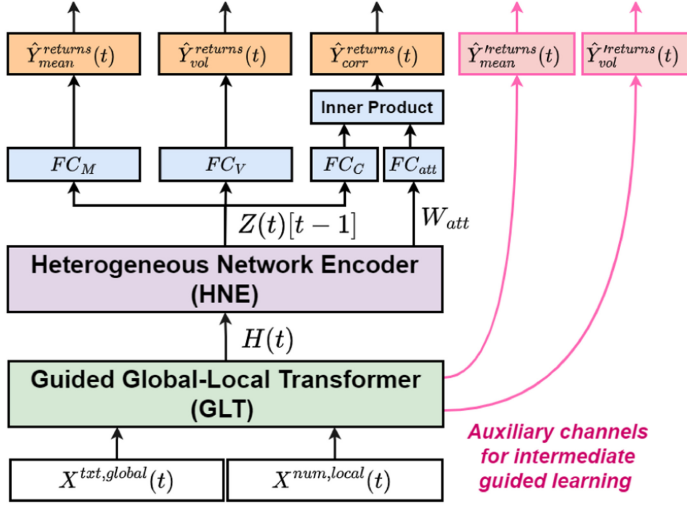 Ŷ^{returns}_{mean}(t)
Ŷ^{returns}_{vol}(t)
Ŷ^{returns}_{corr}(t)
Ŷ'^{returns}_{mean}(t)
Ŷ'^{returns}_{vol}(t)
Inner Product
FC_M
FC_V
FC_C
FC_{att}
Z(t)[t − 1]
W_{att}
Heterogeneous Network Encoder
(HNE)
H(t)
Guided Global-Local Transformer
(GLT)
Auxiliary channels
for intermediate
guided learning
X^{txt,global}(t)
X^{num,local}(t)